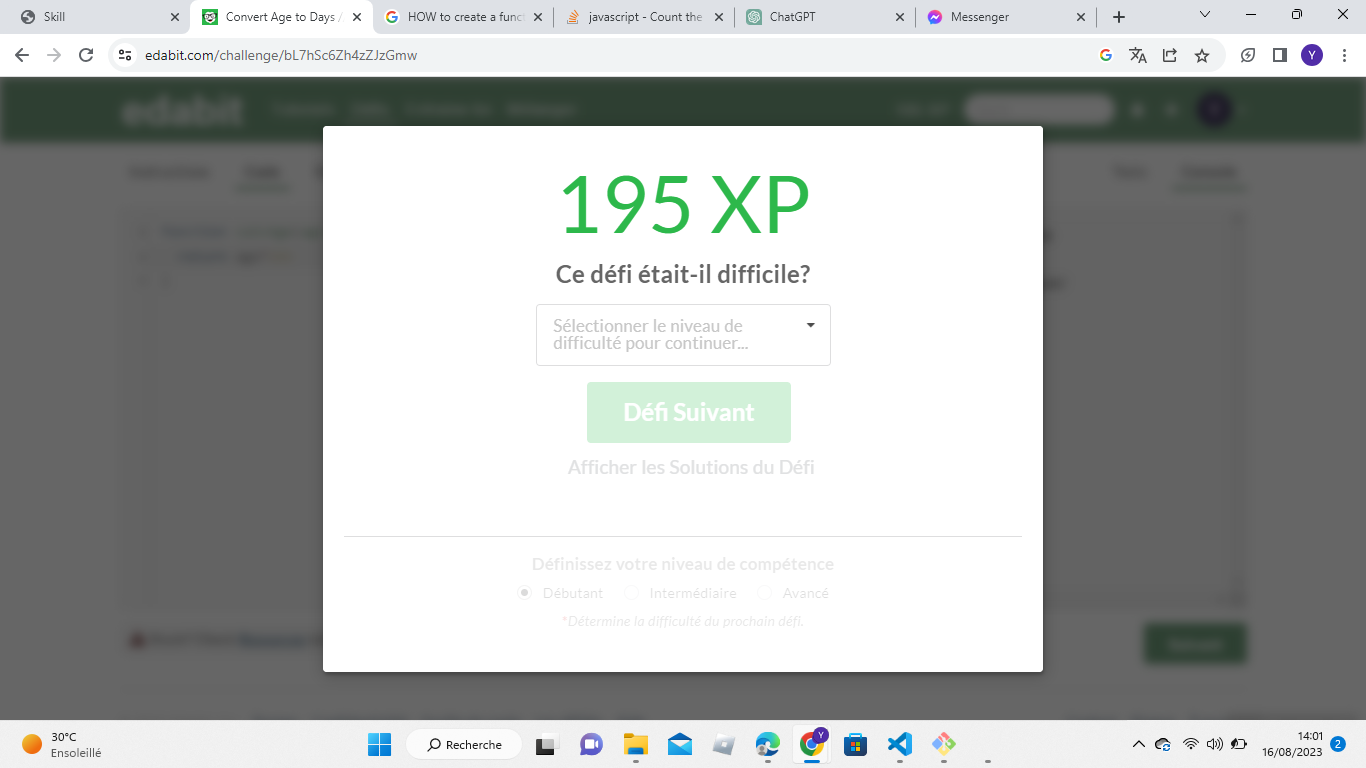 Skill
Convert Age to Days /
HOW to create a func
javascript - Count the
ChatGPT
Messenger
edabit.com/challenge/bL7hSc6Zh4zZJzGmw
Y
edabit
195 XP
Ce défi était-il difficile?
Sélectionner le niveau de
difficulté pour continuer...
Défi Suivant
Afficher les Solutions du Défi
Définissez votre niveau de compétence
Débutant Intermédiaire Avancé
*Détermine la difficulté du prochain défi.
30°C
Ensoleillé
Recherche
Y
14:01
16/08/2023
2